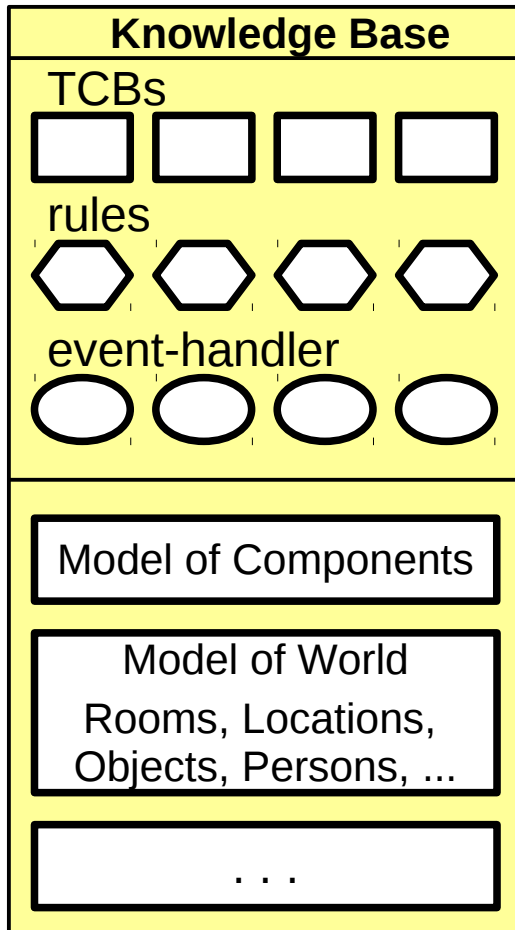 Knowledge Base
TCBs
rules
event-handler
Model of Components
Model of World
Rooms, Locations,
Objects, Persons, ...
. . .